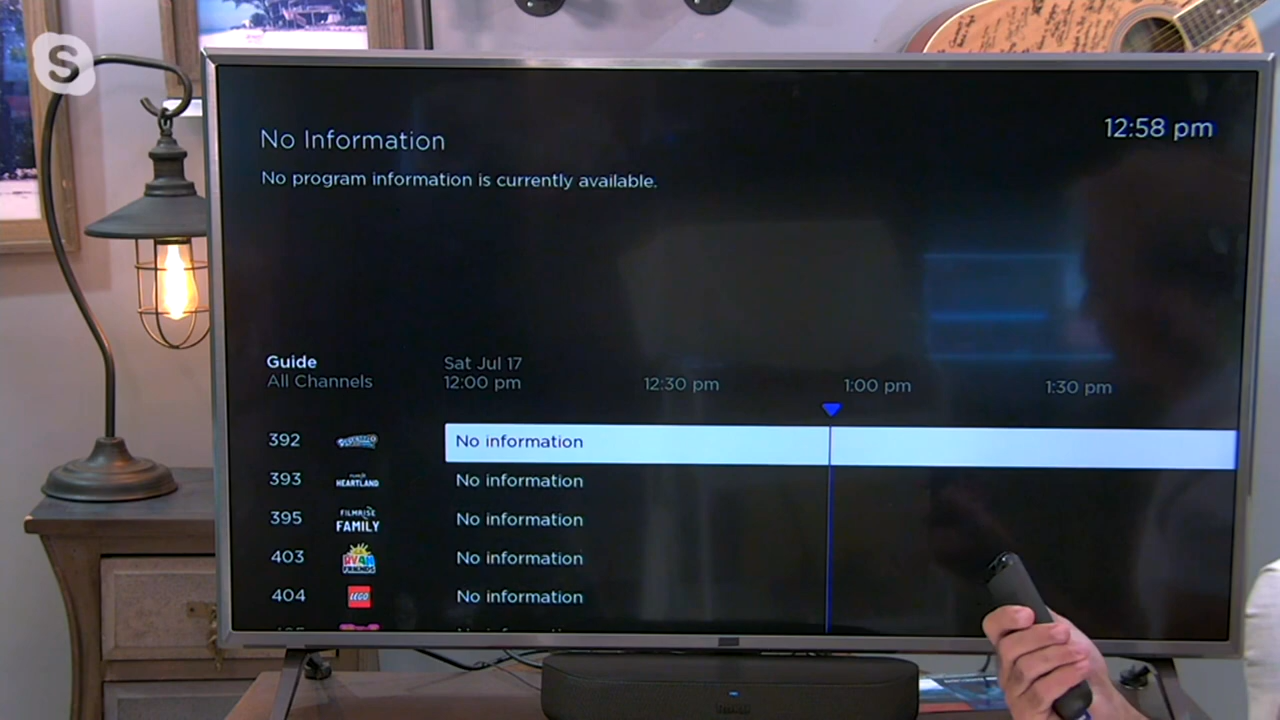 S
No Information
12:58 pm
No program information is currently available.
Guide
Sat Jul 17
All Channels
12:00 pm
12:30 pm
1:00 pm
1:30 pm
392
No information
393
HEARTLAND
No information
395
FILMRISE
FAMILY
No information
403
RYAN
FRIENDS
No information
404
LEGO
No information